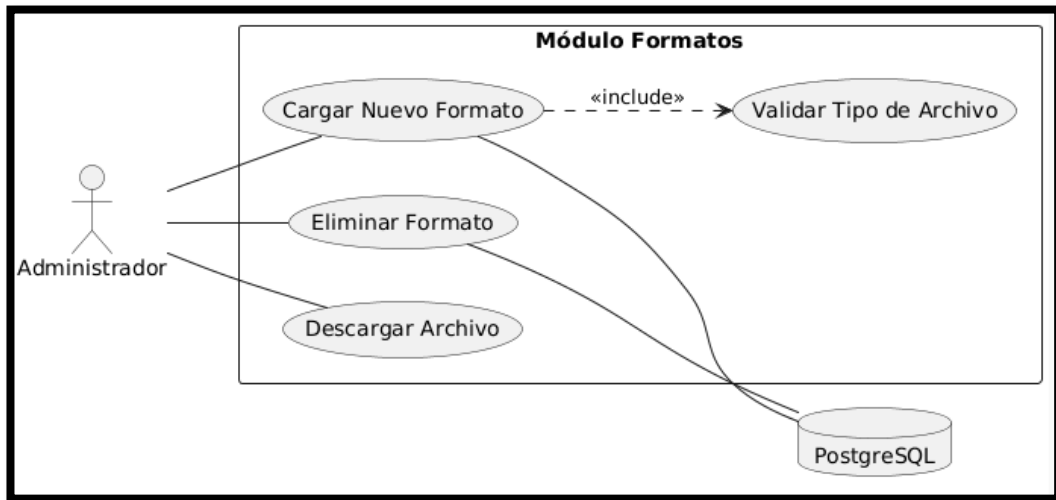 Módulo Formatos
Cargar Nuevo Formato
«include»
Validar Tipo de Archivo
Eliminar Formato
Administrador
Descargar Archivo
PostgreSQL